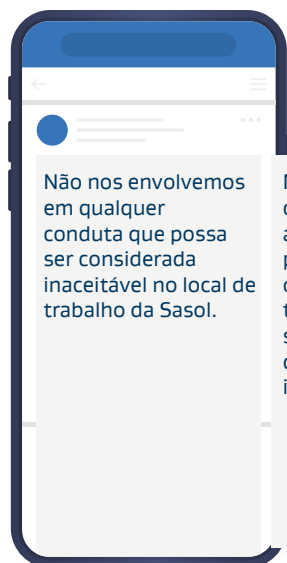 Não nos envolvemos
em qualquer
conduta que possa
ser considerada
inaceitável no local de
trabalho da Sasol.